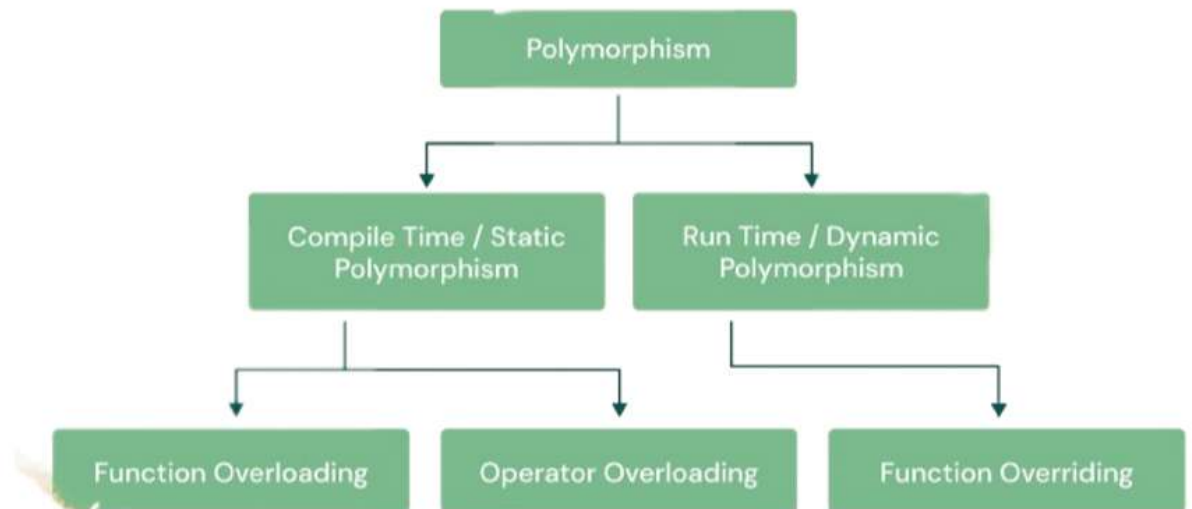 Polymorphism
Compile Time / Static
Polymorphism
Run Time / Dynamic
Polymorphism
Function Overloading
Operator Overloading
Function Overriding